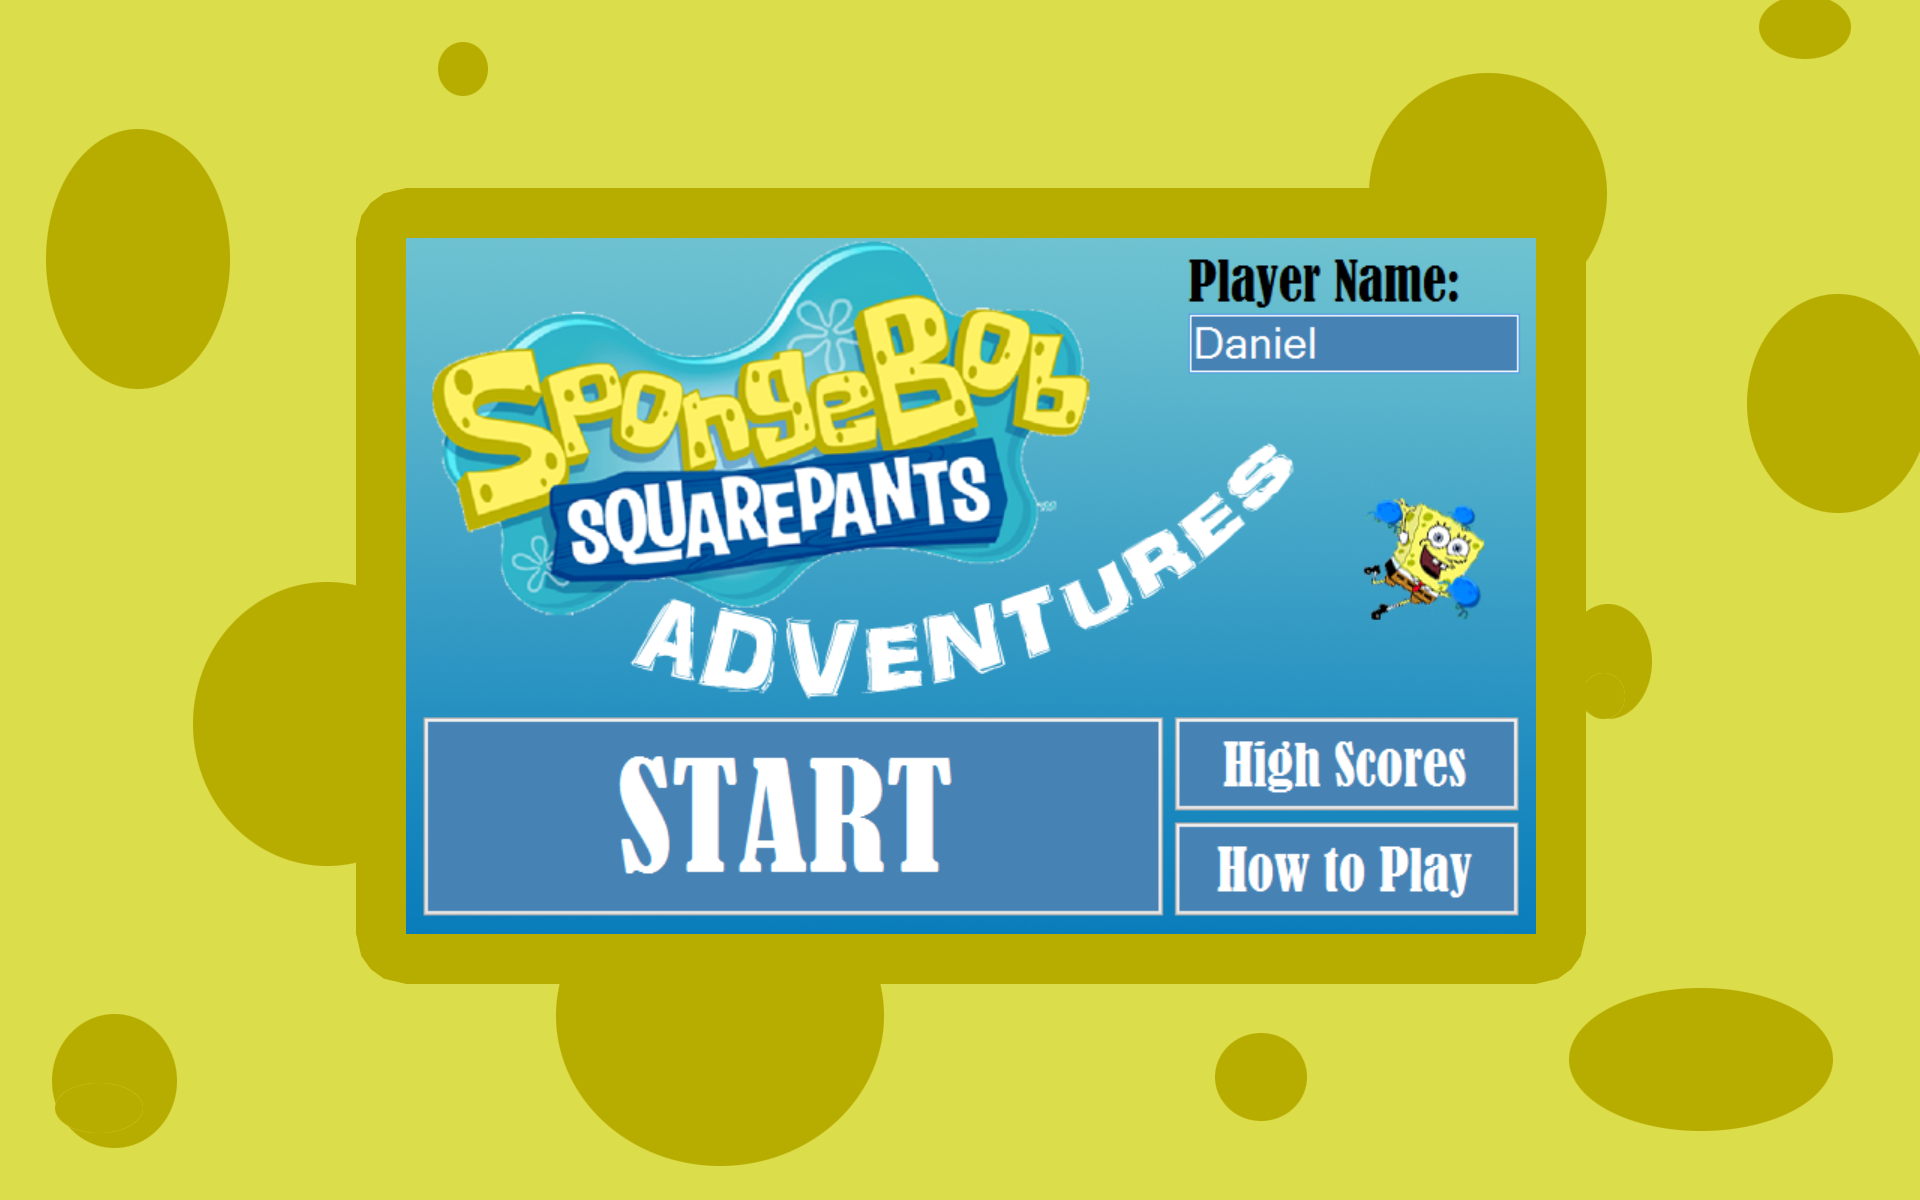 SpongeBob
SQUAREPANTS
ADVENTURES
Player Name:
Daniel
START
High Scores
How to Play